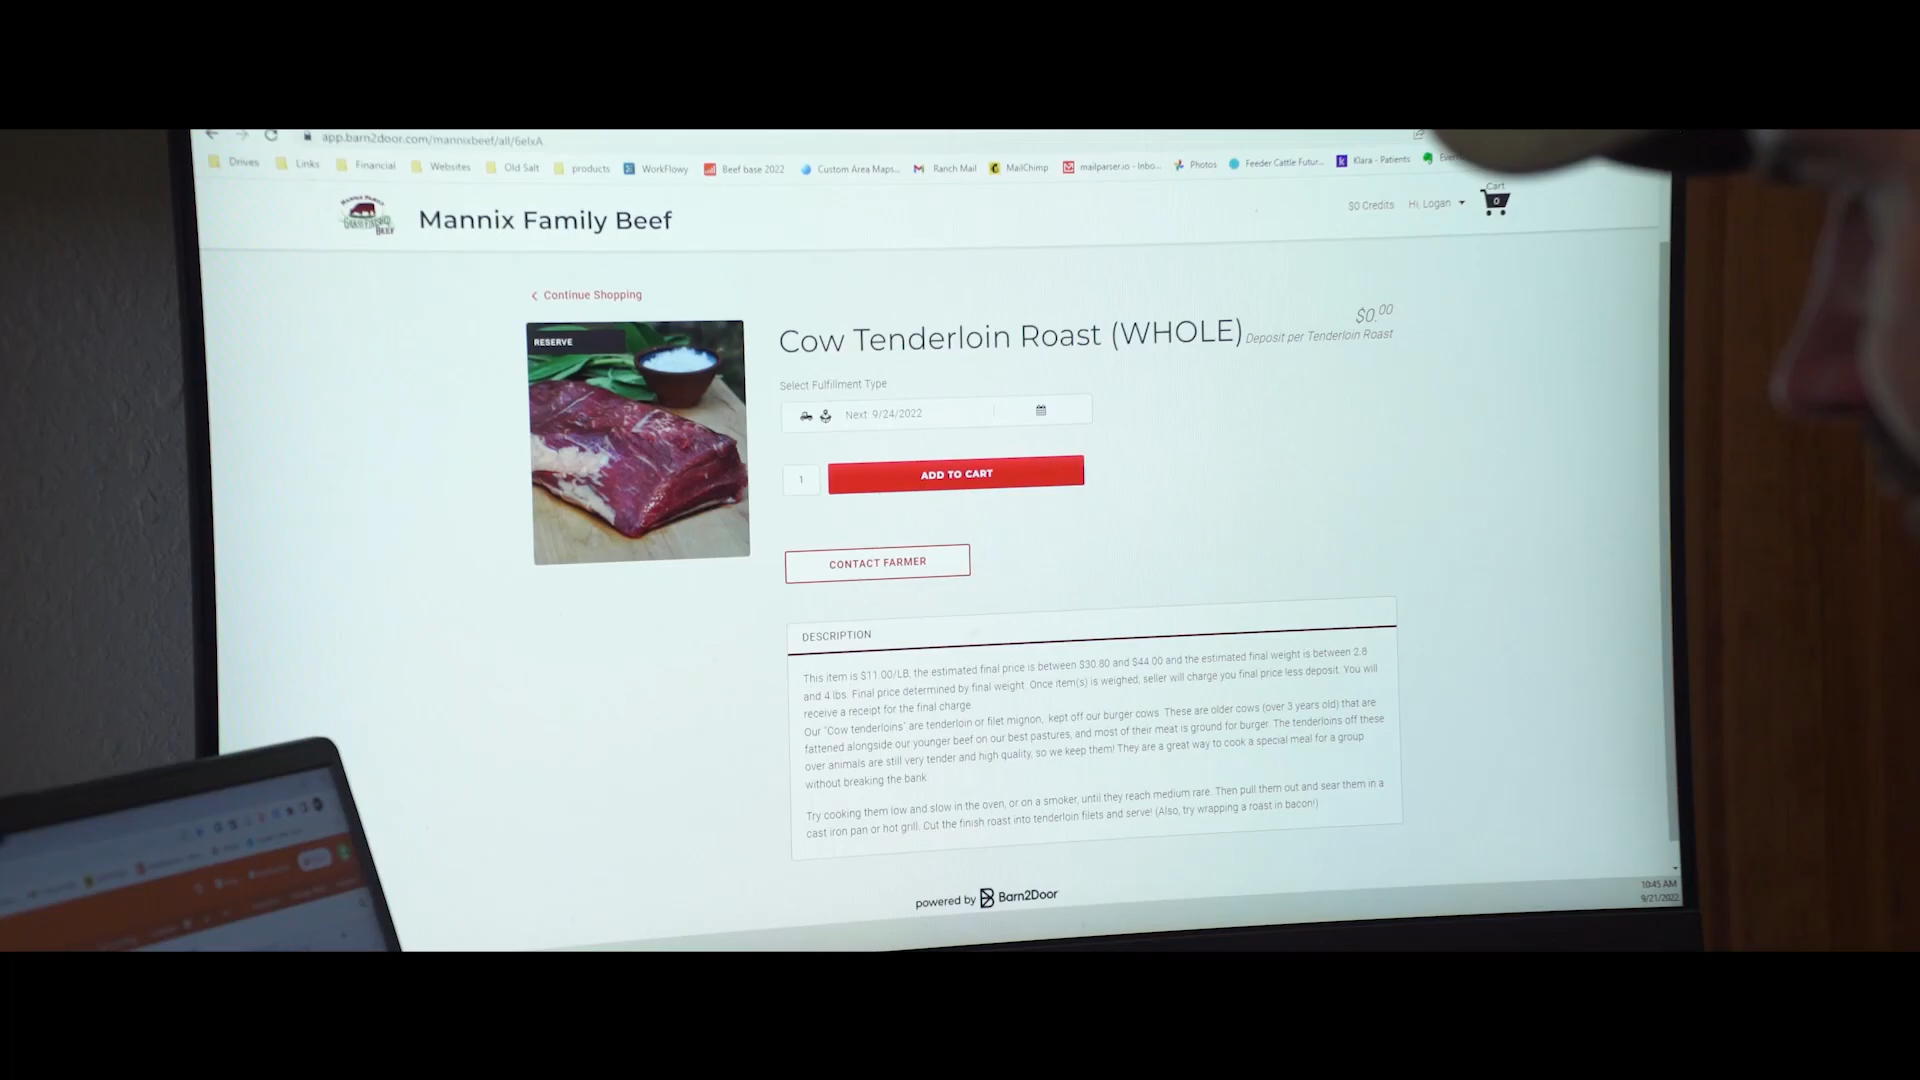 app.barn2door.com/mannixbeef/all/6elxA
Drives Links Financial Websites Old Salt products WorkFlowy Beef base 2022 Custom Area Maps... Ranch Mail MailChimp mailparser.io - Inbo... Photos Feeder Cattle Futur... Klara - Patients
MANNIX FAMILY
BEEF
Mannix Family Beef
$0 Credits Hi, Logan Cart
0
< Continue Shopping
RESERVE
Cow Tenderloin Roast (WHOLE)
$0.00
Deposit per Tenderloin Roast
Select Fulfillment Type
Next: 9/24/2022
1 ADD TO CART
CONTACT FARMER
DESCRIPTION
This item is $11.00/LB, the estimated final price is between $30.80 and $44.00 and the estimated final weight is between 2.8
and 4 lbs. Final price determined by final weight. Once item(s) is weighed, seller will charge you final price less deposit. You will
receive a receipt for the final charge.
Our "Cow tenderloins" are tenderloin or filet mignon, kept off our burger cows. These are older cows (over 3 years old) that are
fattened alongside our younger beef on our best pastures, and most of their meat is ground for burger. The tenderloins off these
over animals are still very tender and high quality, so we keep them! They are a great way to cook a special meal for a group
without breaking the bank.
Try cooking them low and slow in the oven, or on a smoker, until they reach medium rare. Then pull them out and sear them in a
cast iron pan or hot grill. Cut the finish roast into tenderloin filets and serve! (Also, try wrapping a roast in bacon!)
powered by Barn2Door
10:45 AM
9/21/2022